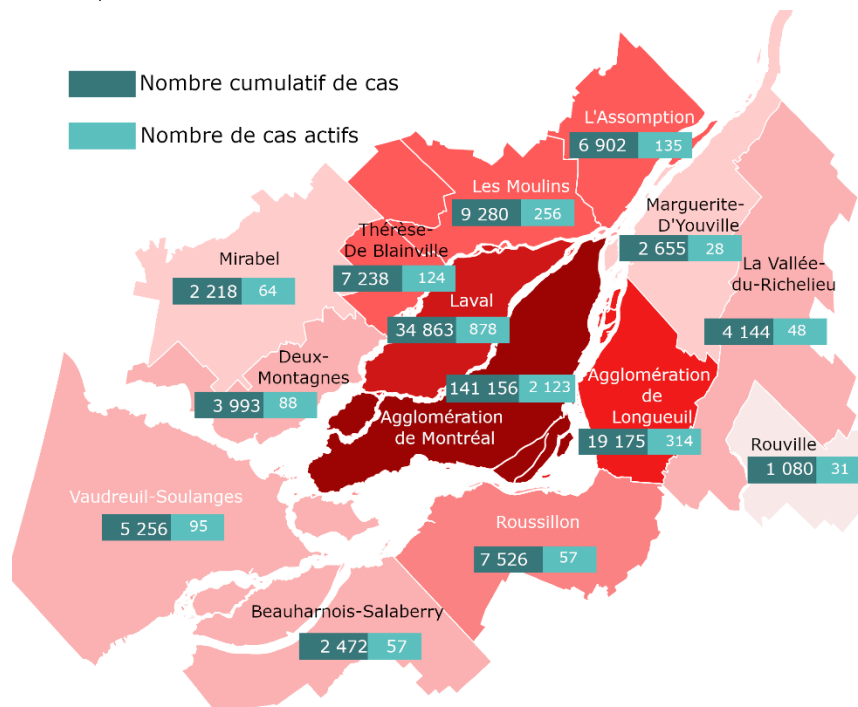 Nombre cumulatif de cas
Nombre de cas actifs
L'Assomption
6 902 135
Les Moulins
9 280 256
Marguerite-
D'Youville
2 655 28
Thérèse-
De Blainville
7 238 124
Mirabel
2 218 64
La Vallée-
du-Richelieu
4 144 48
Laval
34 863 878
Deux-
Montagnes
3 993 88
141 156 2 123
Agglomération
de Montréal
Agglomération
de
Longueuil
19 175 314
Rouville
1 080 31
Vaudreuil-Soulanges
5 256 95
Roussillon
7 526 57
Beauharnois-Salaberry
2 472 57